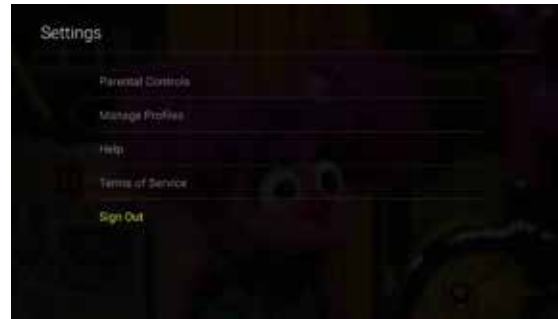 Settings
Parental Controls
Manage Profiles
Help
Terms of Service
Sign Out